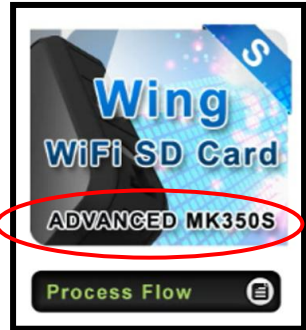 S
Wing
WiFi SD Card
ADVANCED MK350S
Process Flow